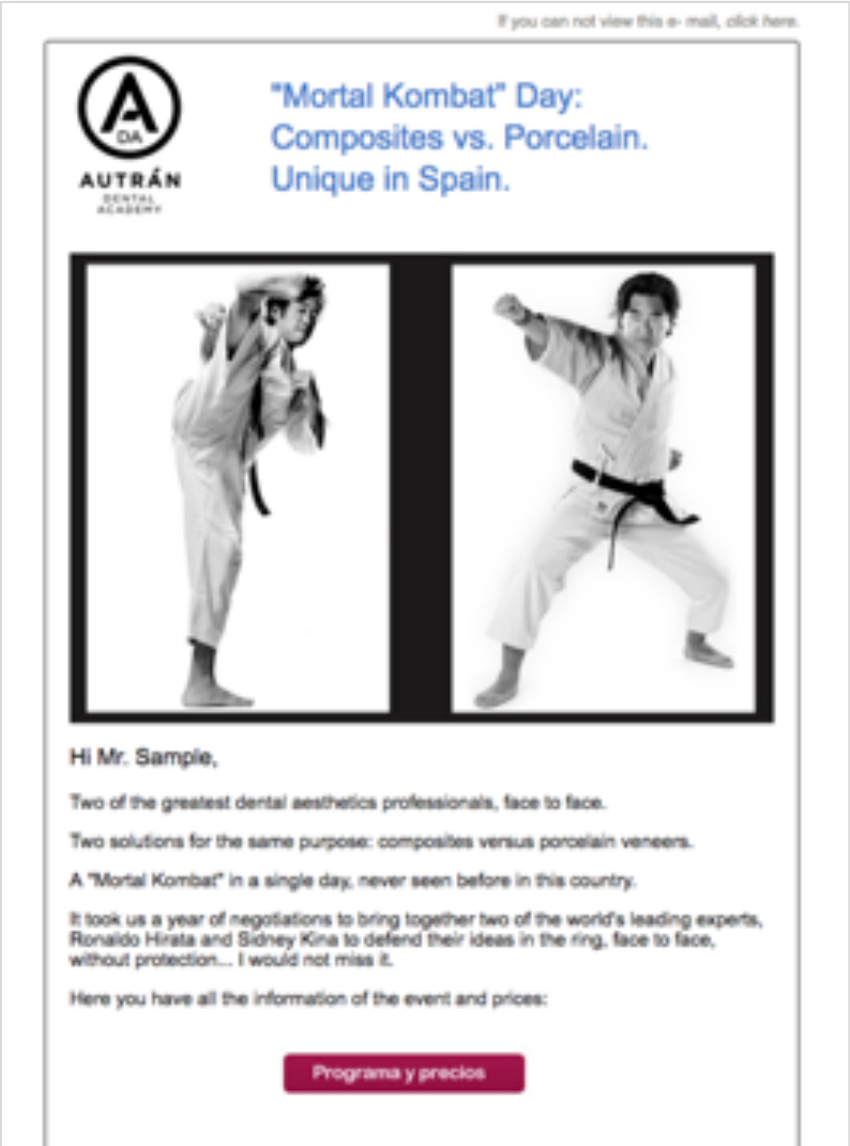 If you can not view this e- mail, click here.
A
DA
AUTRÁN
DENTAL
ACADEMY
"Mortal Kombat" Day:
Composites vs. Porcelain.
Unique in Spain.
Hi Mr. Sample,
Two of the greatest dental aesthetics professionals, face to face.
Two solutions for the same purpose: composites versus porcelain veneers.
A "Mortal Kombat" in a single day, never seen before in this country.
It took us a year of negotiations to bring together two of the world's leading experts,
Ronaldo Hirata and Sidney Kina to defend their ideas in the ring, face to face,
without protection... I would not miss it.
Here you have all the information of the event and prices:
Programa y precios